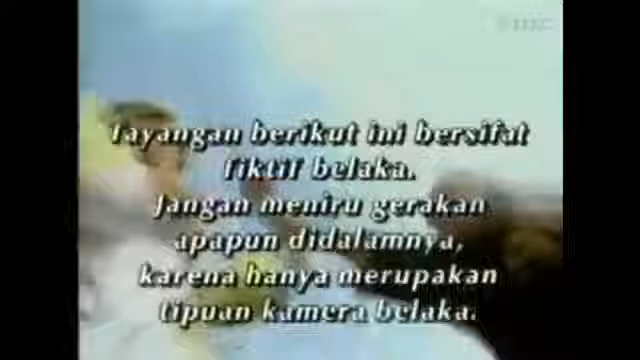 Tayangan berikut ini bersifat
fiktif belaka.
Jangan meniru gerakan
apapun didalamnya,
karena hanya merupakan
tipuan kamera belaka.